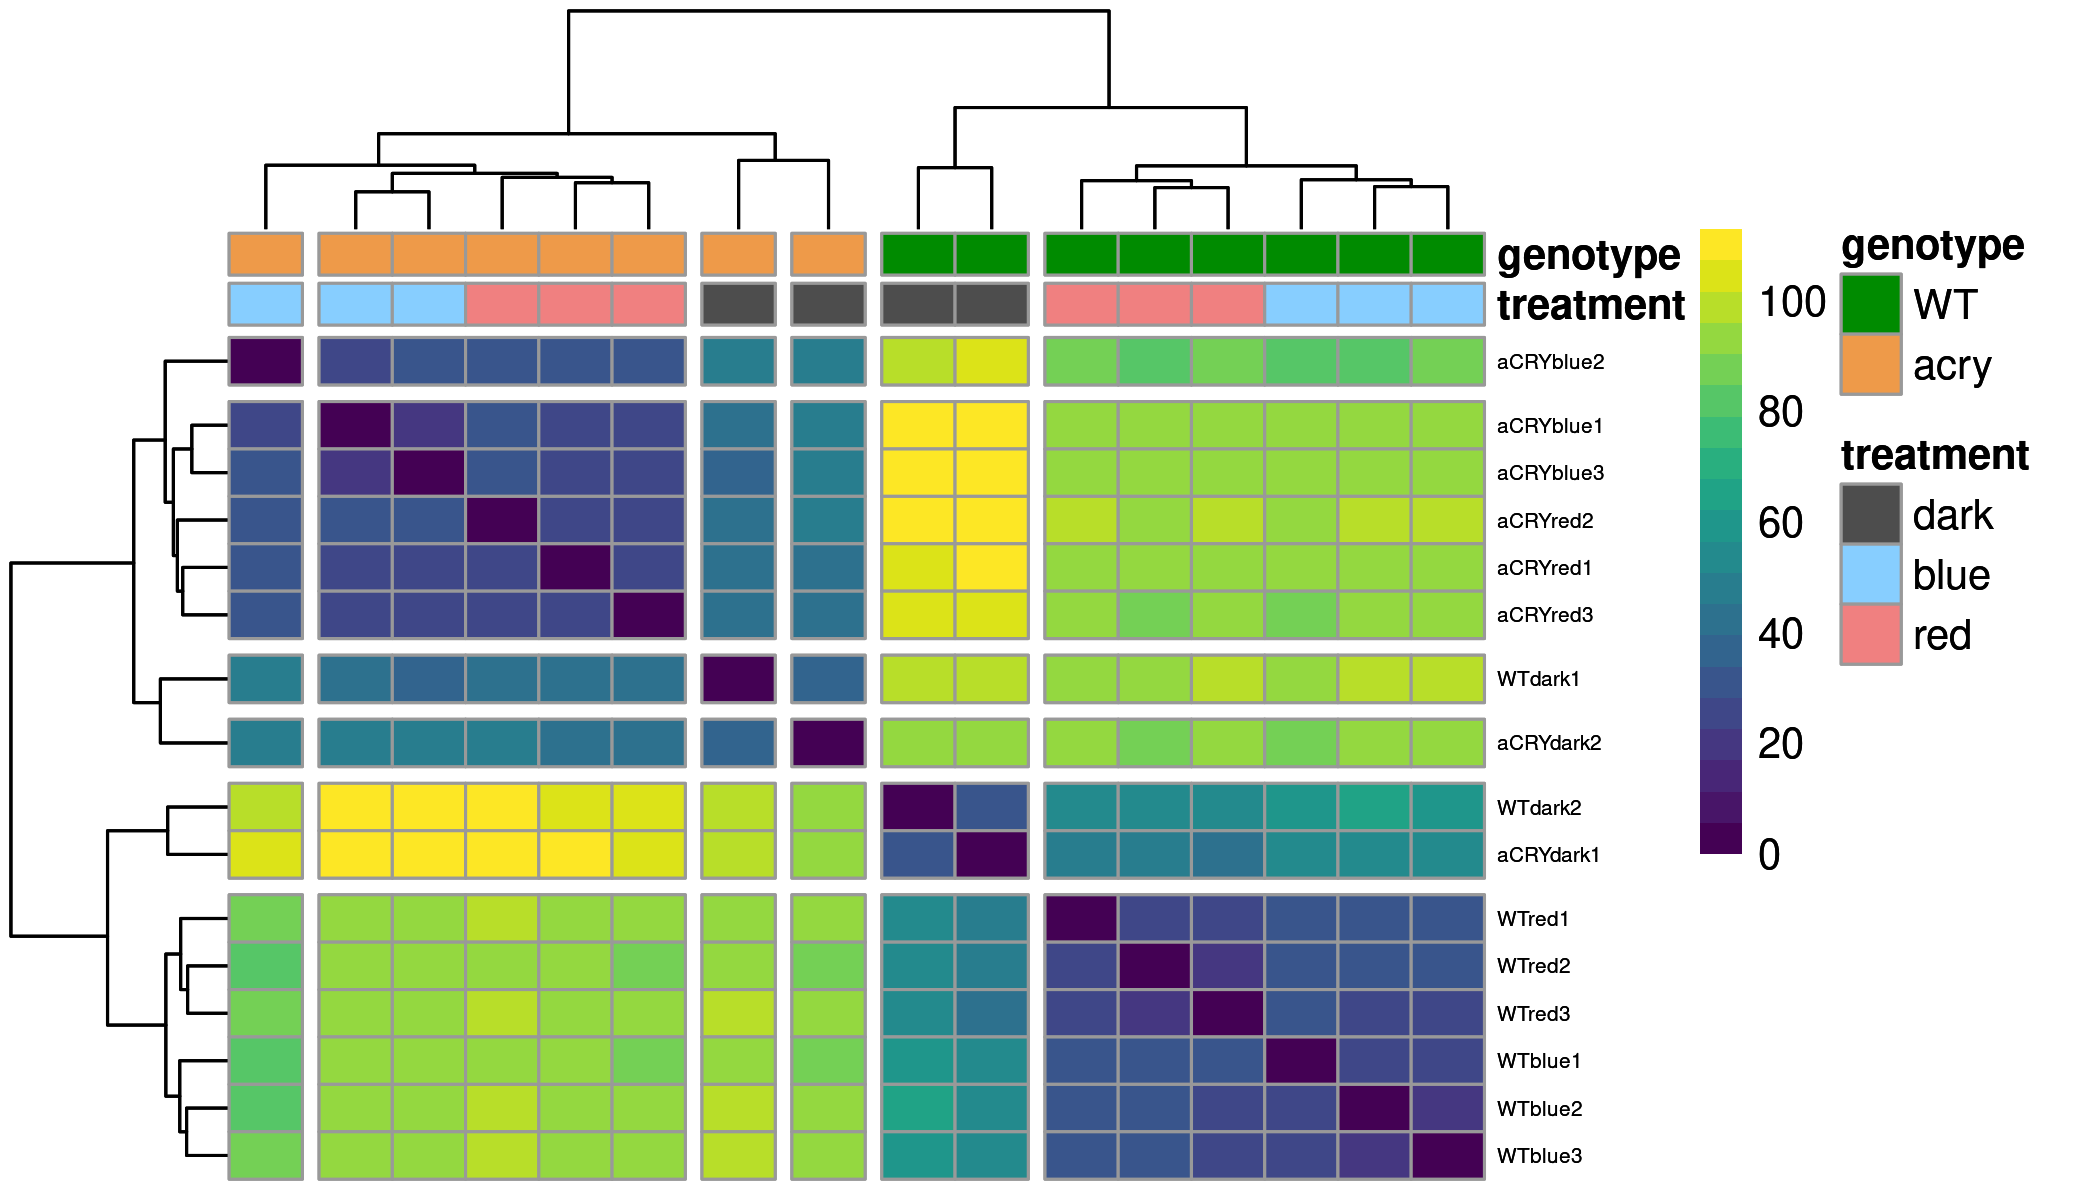 genotype
treatment
aCRYblue2
aCRYblue1
aCRYblue3
aCRYred2
aCRYred1
aCRYred3
WTdark1
aCRYdark2
WTdark2
aCRYdark1
WTred1
WTred2
WTred3
WTblue1
WTblue2
WTblue3
100
80
60
40
20
0
genotype
WT
acry
treatment
dark
blue
red